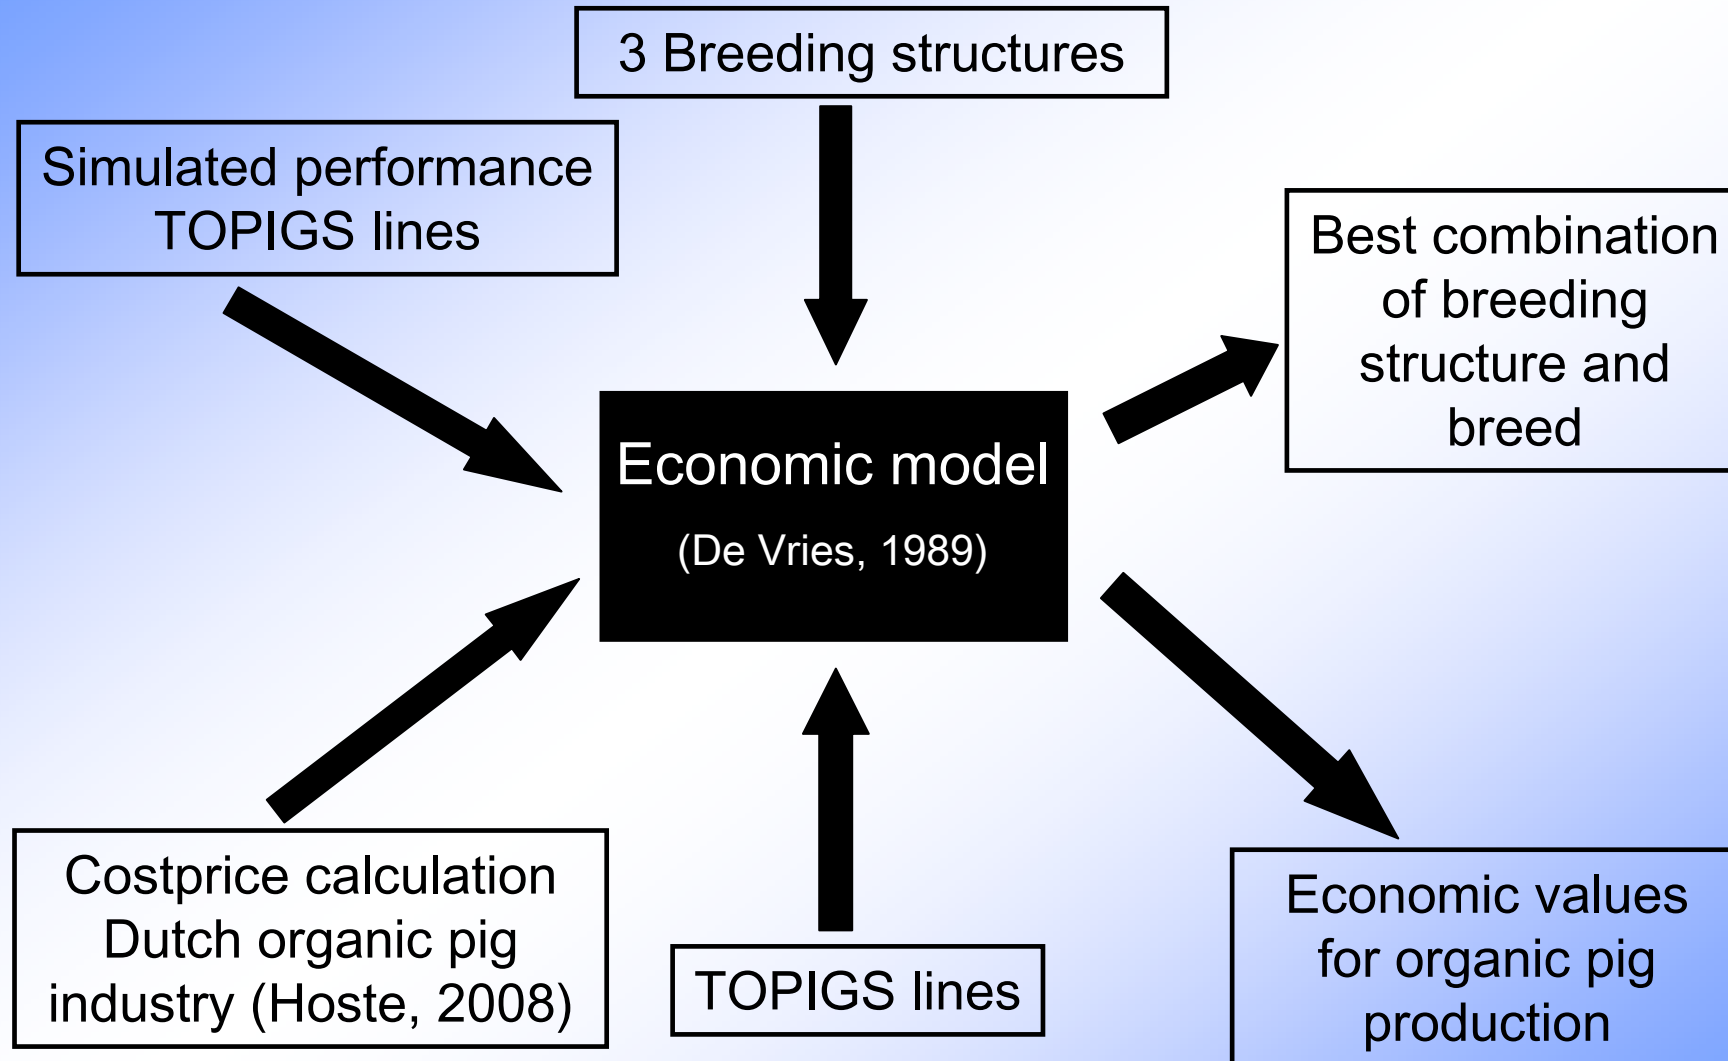 3 Breeding structures
Simulated performance
TOPIGS lines
Best combination
of breeding
structure and
breed
Economic model
(De Vries, 1989)
Costprice calculation
Dutch organic pig
industry (Hoste, 2008)
TOPIGS lines
Economic values
for organic pig
production